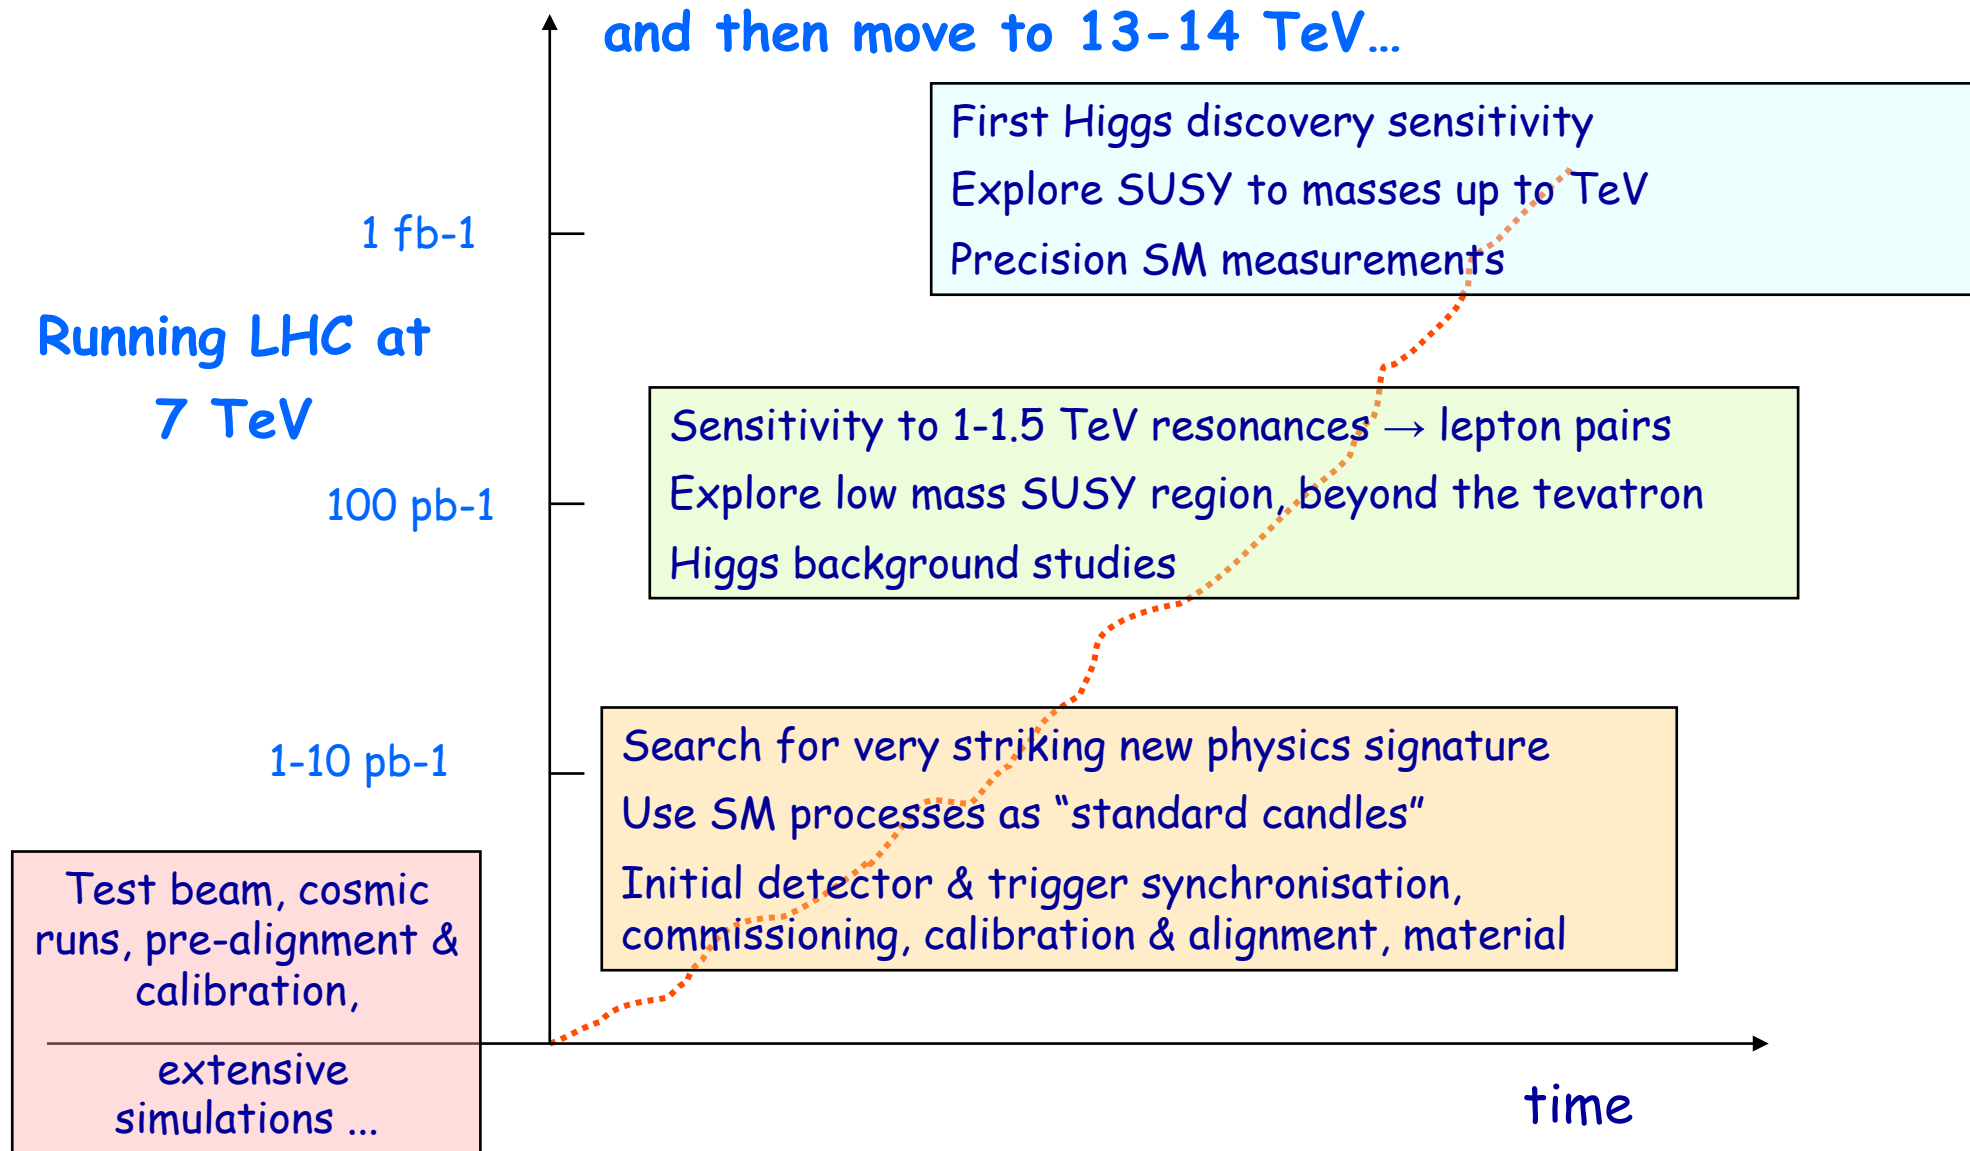 and then move to 13-14 TeV...
First Higgs discovery sensitivity
Explore SUSY to masses up to TeV
Precision SM measurements
1 fb-1
Running LHC at
7 TeV
Sensitivity to 1-1.5 TeV resonances → lepton pairs
Explore low mass SUSY region, beyond the tevatron
Higgs background studies
100 pb-1
1-10 pb-1
Search for very striking new physics signature
Use SM processes as “standard candles”
Initial detector & trigger synchronisation,
commissioning, calibration & alignment, material
Test beam, cosmic
runs, pre-alignment &
calibration,
extensive
simulations ...
time